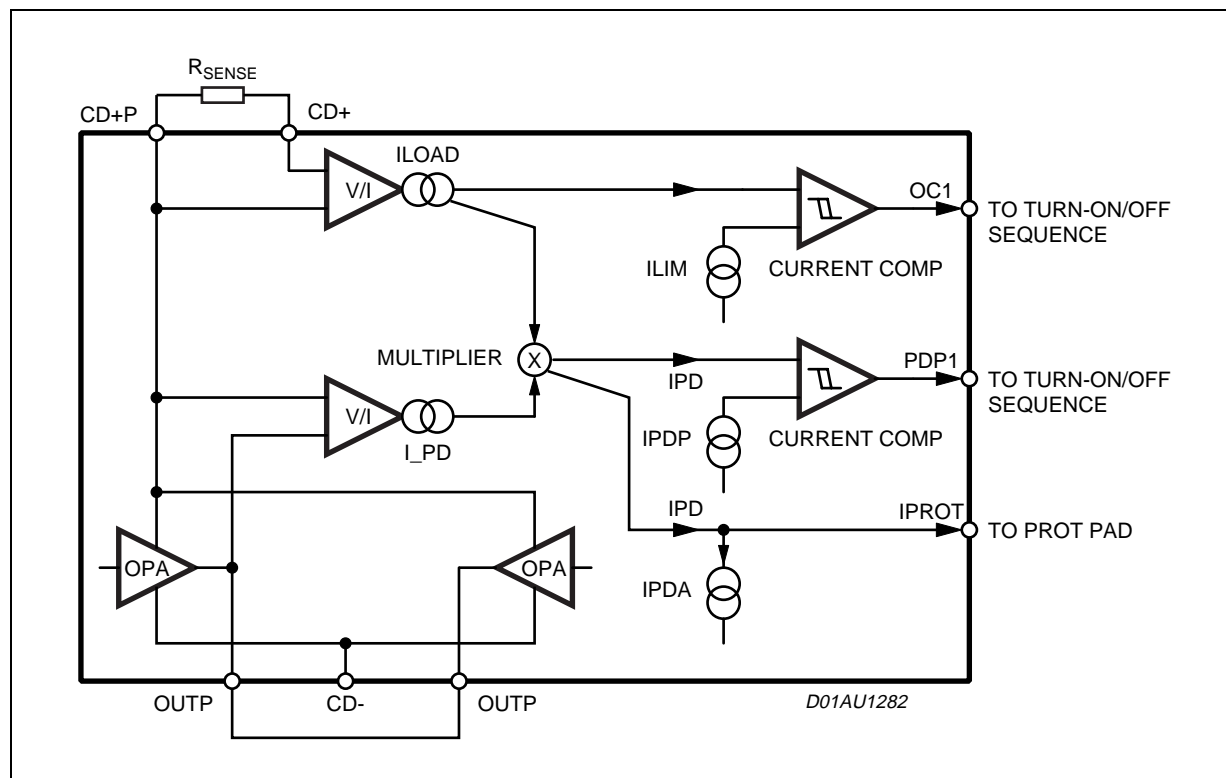 RSENSE
CD+P
CD+
ILOAD
V/I
OC1
TO TURN-ON/OFF
SEQUENCE
ILIM
CURRENT COMP
MULTIPLIER
X
IPD
PDP1
TO TURN-ON/OFF
SEQUENCE
V/I
I_PD
IPDP
CURRENT COMP
IPD
IPROT
TO PROT PAD
OPA
OPA
IPDA
OUTP
CD-
OUTP
D01AU1282